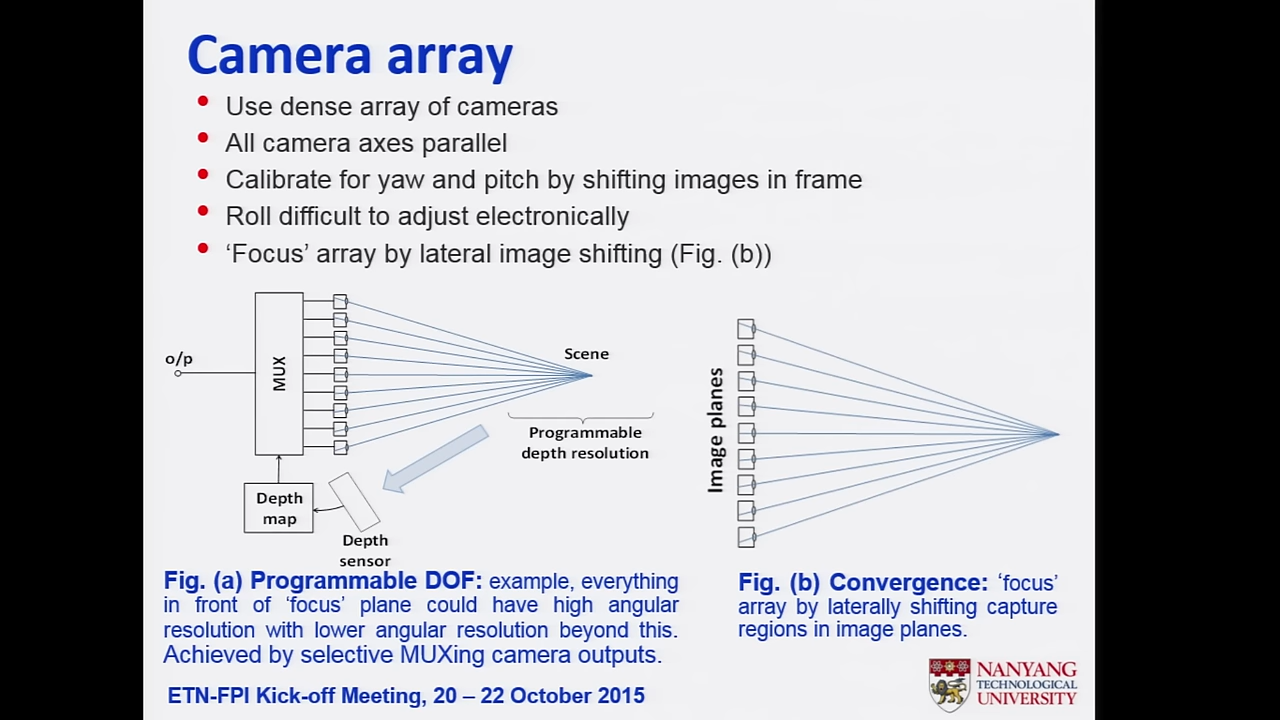 Camera array
• Use dense array of cameras
• All camera axes parallel
• Calibrate for yaw and pitch by shifting images in frame
• Roll difficult to adjust electronically
• ‘Focus’ array by lateral image shifting (Fig. (b))
o/p
MUX
Scene
Programmable
depth resolution
Depth
map
Depth
sensor
Image planes
Fig. (a) Programmable DOF: example, everything
in front of ‘focus’ plane could have high angular
resolution with lower angular resolution beyond this.
Achieved by selective MUXing camera outputs.
Fig. (b) Convergence: ‘focus’
array by laterally shifting capture
regions in image planes.
ETN-FPI Kick-off Meeting, 20 – 22 October 2015
NANYANG
TECHNOLOGICAL
UNIVERSITY